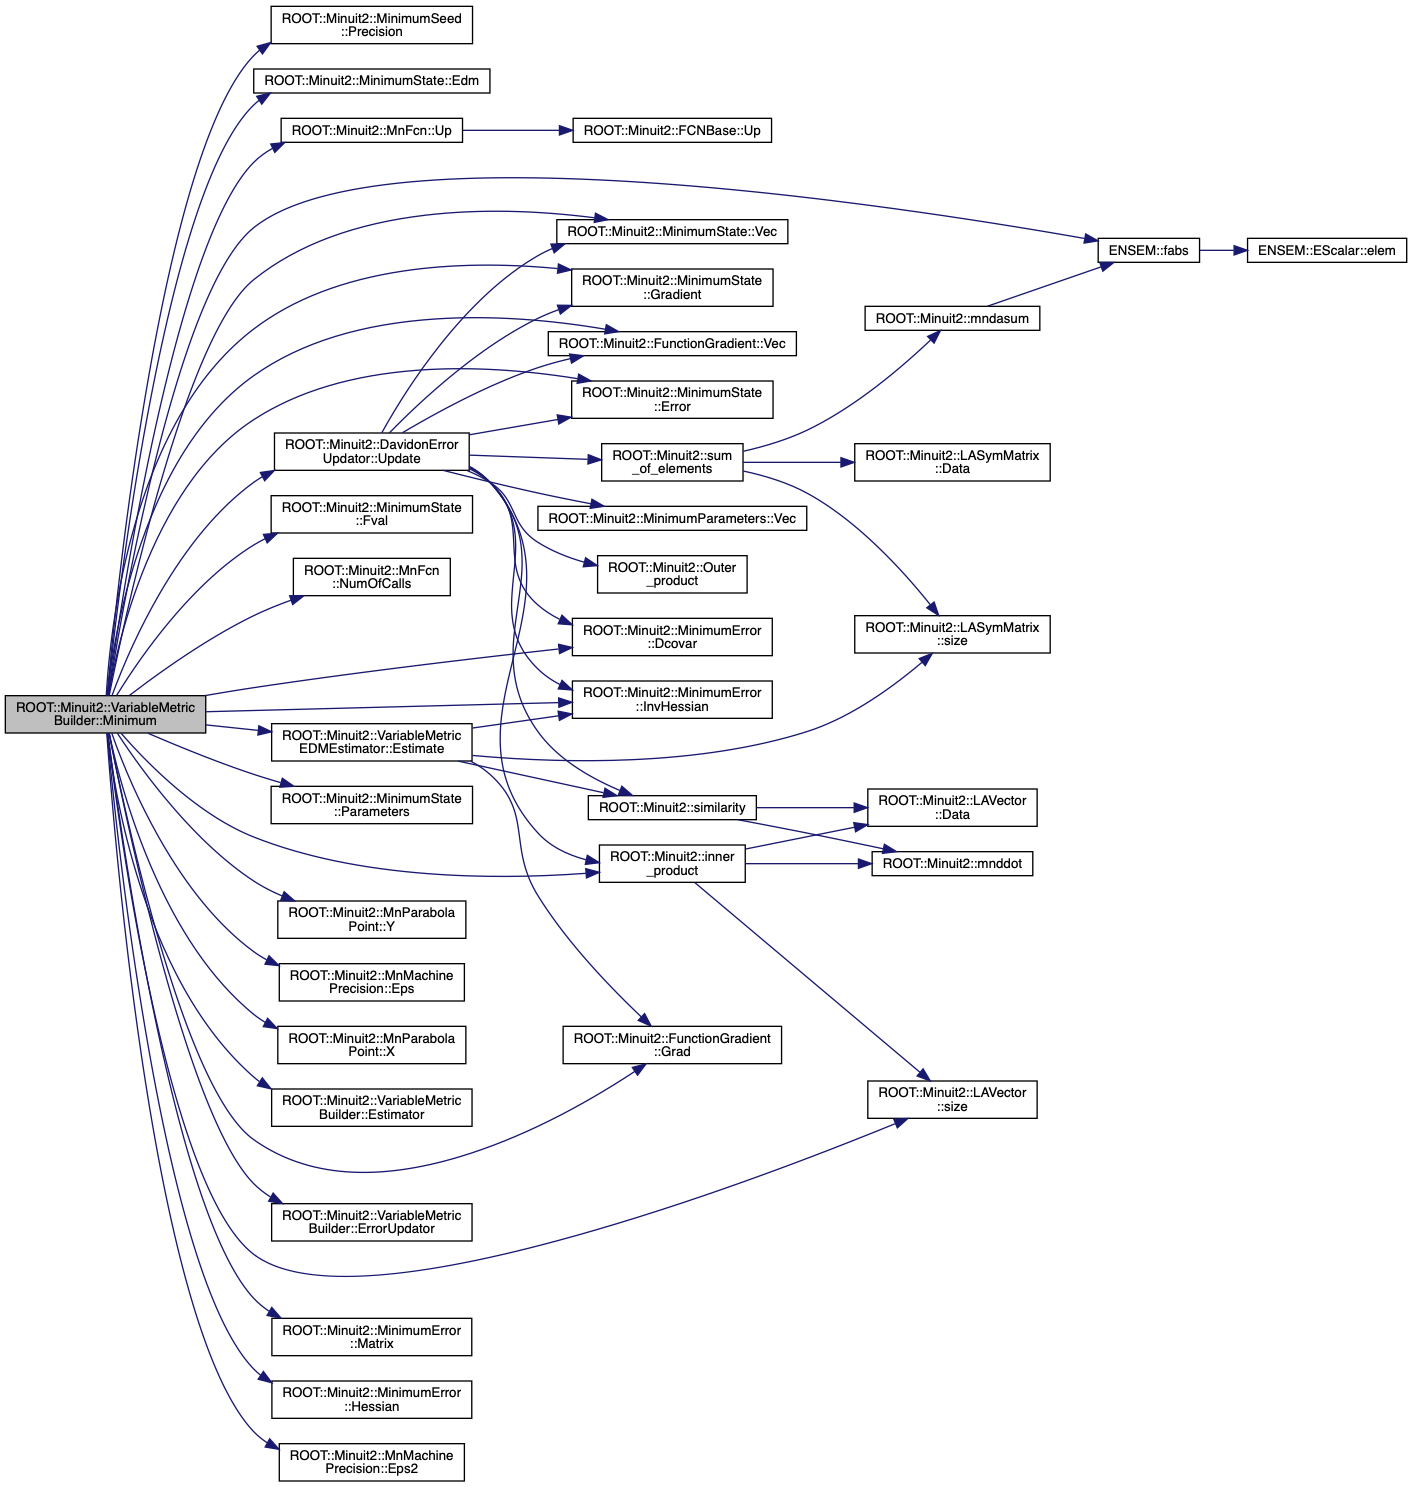 ROOT::Minuit2::MinimumSeed
::Precision
ROOT::Minuit2::MinimumState::Edm
ROOT::Minuit2::MnFcn::Up
ROOT::Minuit2::FCNBase::Up
ROOT::Minuit2::MinimumState::Vec
ENSEM::fabs
ENSEM::EScalar::elem
ROOT::Minuit2::MinimumState
::Gradient
ROOT::Minuit2::mndasum
ROOT::Minuit2::FunctionGradient::Vec
ROOT::Minuit2::MinimumState
::Error
ROOT::Minuit2::DavidonError
Updator::Update
ROOT::Minuit2::sum
_of_elements
ROOT::Minuit2::LASymMatrix
::Data
ROOT::Minuit2::MinimumState
::Fval
ROOT::Minuit2::MinimumParameters::Vec
ROOT::Minuit2::MnFcn
::NumOfCalls
ROOT::Minuit2::Outer
_product
ROOT::Minuit2::MinimumError
::Dcovar
ROOT::Minuit2::LASymMatrix
::size
ROOT::Minuit2::VariableMetric
Builder::Minimum
ROOT::Minuit2::MinimumError
::InvHessian
ROOT::Minuit2::VariableMetric
EDMEstimator::Estimate
ROOT::Minuit2::MinimumState
::Parameters
ROOT::Minuit2::similarity
ROOT::Minuit2::LAVector
::Data
ROOT::Minuit2::inner
_product
ROOT::Minuit2::mnddot
ROOT::Minuit2::MnParabola
Point::Y
ROOT::Minuit2::MnMachine
Precision::Eps
ROOT::Minuit2::MnParabola
Point::X
ROOT::Minuit2::FunctionGradient
::Grad
ROOT::Minuit2::VariableMetric
Builder::Estimator
ROOT::Minuit2::LAVector
::size
ROOT::Minuit2::VariableMetric
Builder::ErrorUpdator
ROOT::Minuit2::MinimumError
::Matrix
ROOT::Minuit2::MinimumError
::Hessian
ROOT::Minuit2::MnMachine
Precision::Eps2